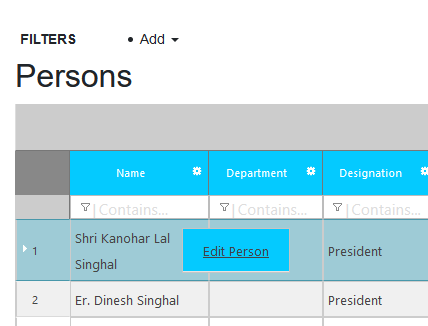 FILTERS • Add
Persons
Name Department Designation
Contains... Contains... Contains...
1 Shri Kanohar Lal Singhal Edit Person President
2 Er. Dinesh Singhal President